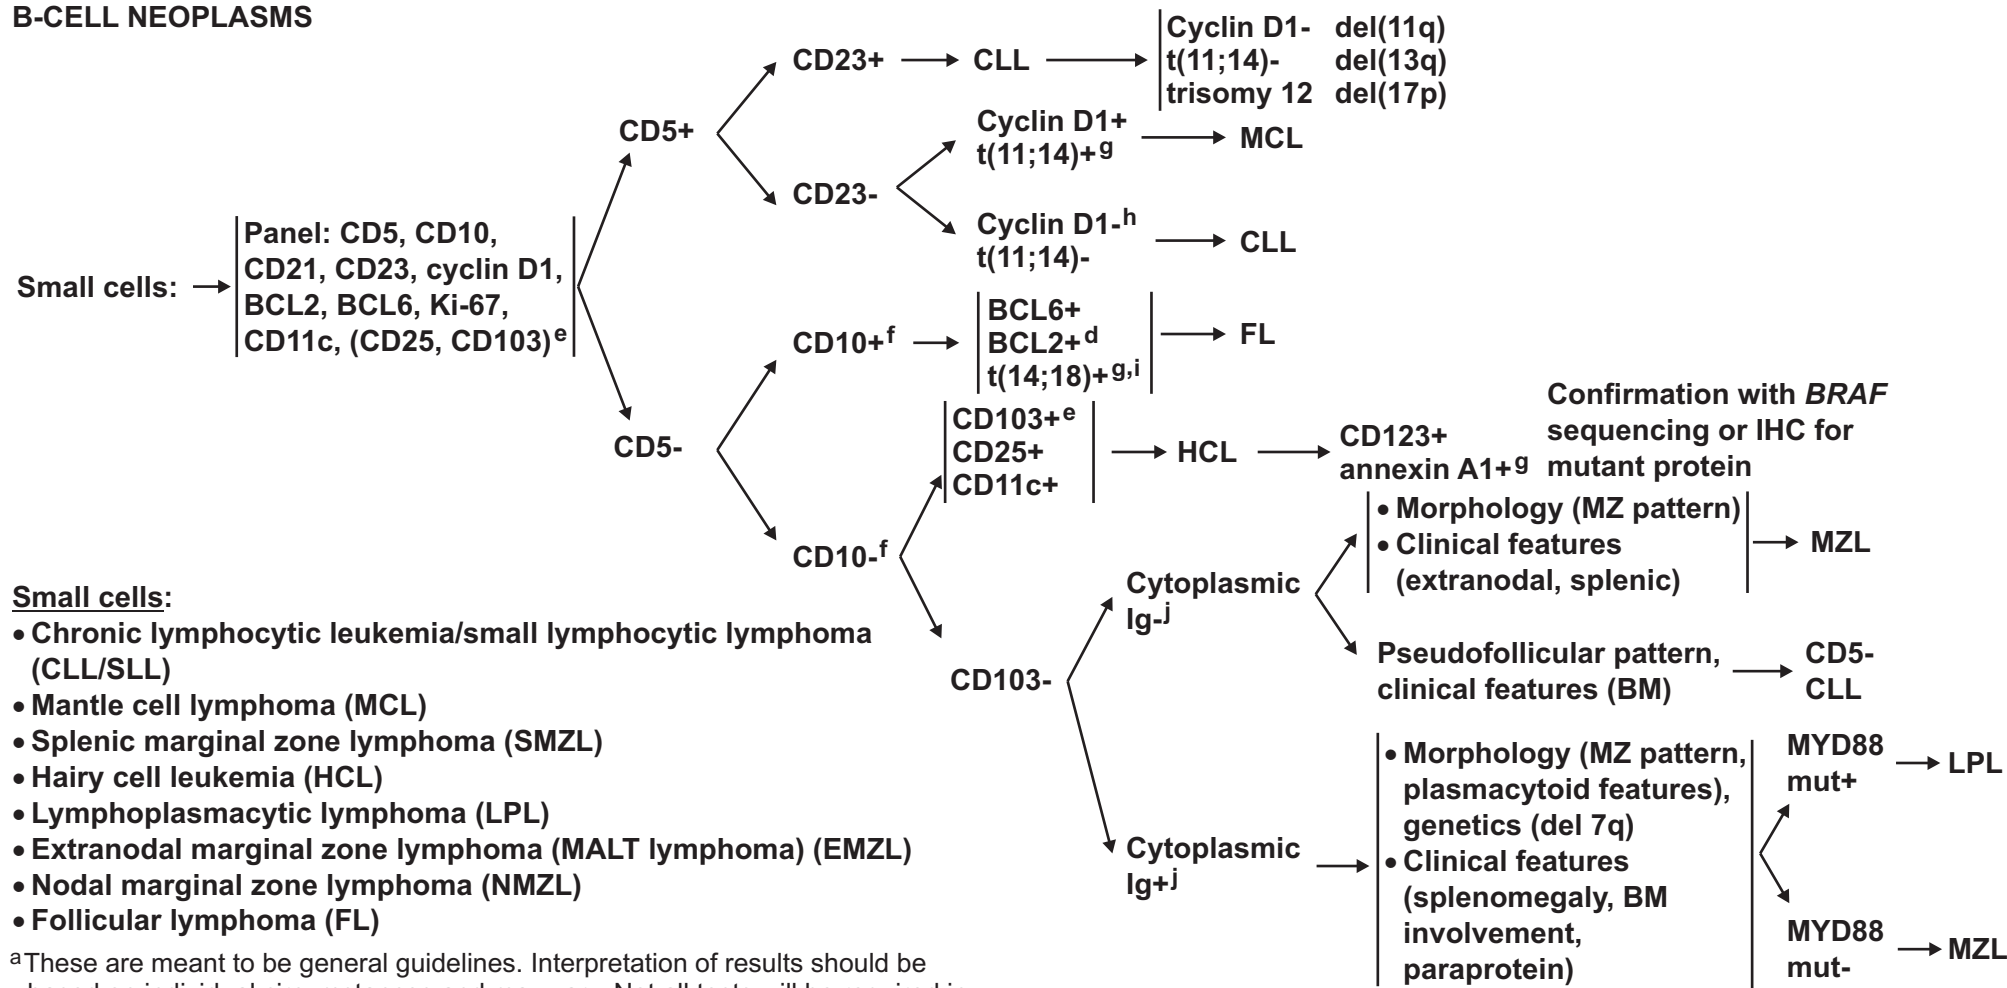 B-CELL NEOPLASMS
Small cells:
Panel: CD5, CD10,
CD21, CD23, cyclin D1,
BCL2, BCL6, Ki-67,
CD11c, (CD25, CD103)e
CD5+
CD23+
CLL
Cyclin D1- del(11q)
t(11;14)- del(13q)
trisomy 12 del(17p)
CD23-
Cyclin D1+
t(11;14)+g
MCL
Cyclin D1-h
t(11;14)-
CLL
CD5-
CD10+f
BCL6+
BCL2+d
t(14;18)+g,i
FL
CD10-f
CD103+e
CD25+
CD11c+
HCL
CD123+
annexin A1+g
Confirmation with BRAF
sequencing or IHC for
mutant protein
CD103-
Cytoplasmic
Ig-j
• Morphology (MZ pattern)
• Clinical features
(extranodal, splenic)
MZL
Pseudofollicular pattern,
clinical features (BM)
CD5-
CLL
Cytoplasmic
Ig+j
• Morphology (MZ pattern,
plasmacytoid features),
genetics (del 7q)
• Clinical features
(splenomegaly, BM
involvement,
paraprotein)
MYD88
mut+
LPL
MYD88
mut-
MZL
Small cells:
• Chronic lymphocytic leukemia/small lymphocytic lymphoma
(CLL/SLL)
• Mantle cell lymphoma (MCL)
• Splenic marginal zone lymphoma (SMZL)
• Hairy cell leukemia (HCL)
• Lymphoplasmacytic lymphoma (LPL)
• Extranodal marginal zone lymphoma (MALT lymphoma) (EMZL)
• Nodal marginal zone lymphoma (NMZL)
• Follicular lymphoma (FL)
a These are meant to be general guidelines. Interpretation of results should be